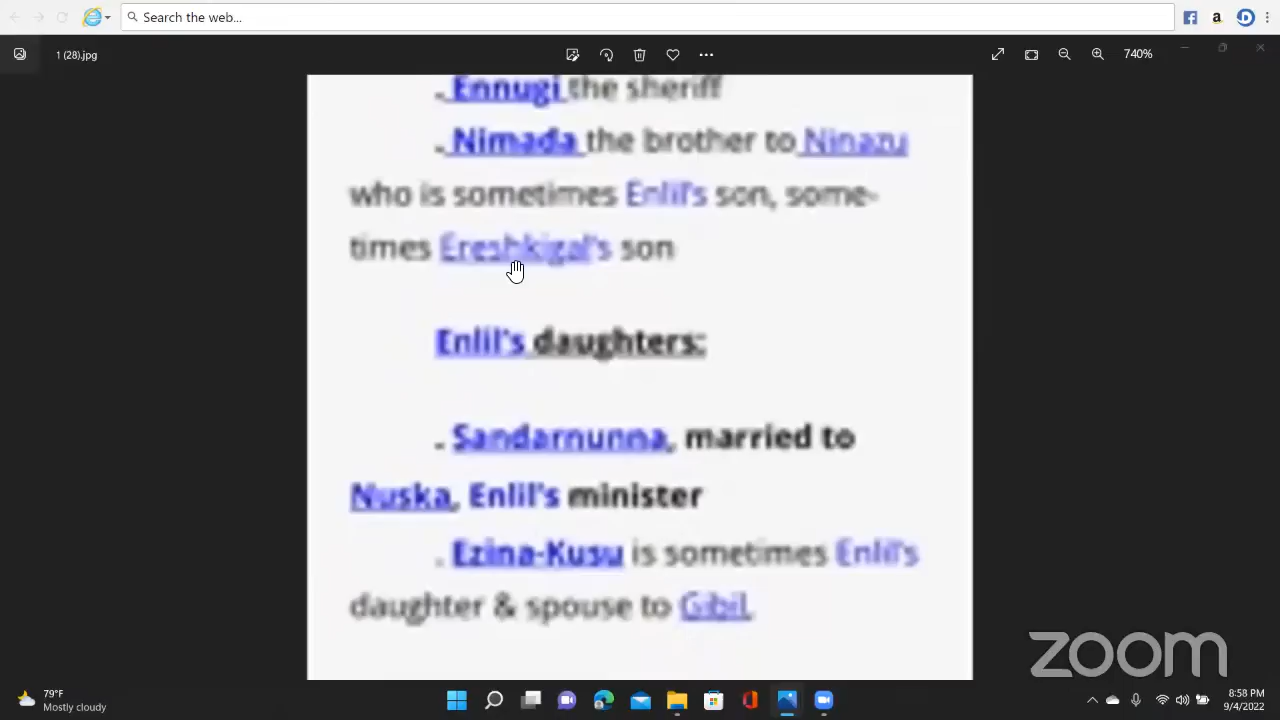 Search the web...
1 (28).jpg
740%
. Ennugi the sheriff
. Nimada the brother to Ninazu
who is sometimes Enlil's son, some-
times Ereshkigal's son
Enlil's daughters:
. Sandarnunna, married to
Nuska, Enlil's minister
. Ezina-Kusu is sometimes Enlil's
daughter & spouse to Gibil,
zoom
79°F
Mostly cloudy
8:58 PM
9/4/2022